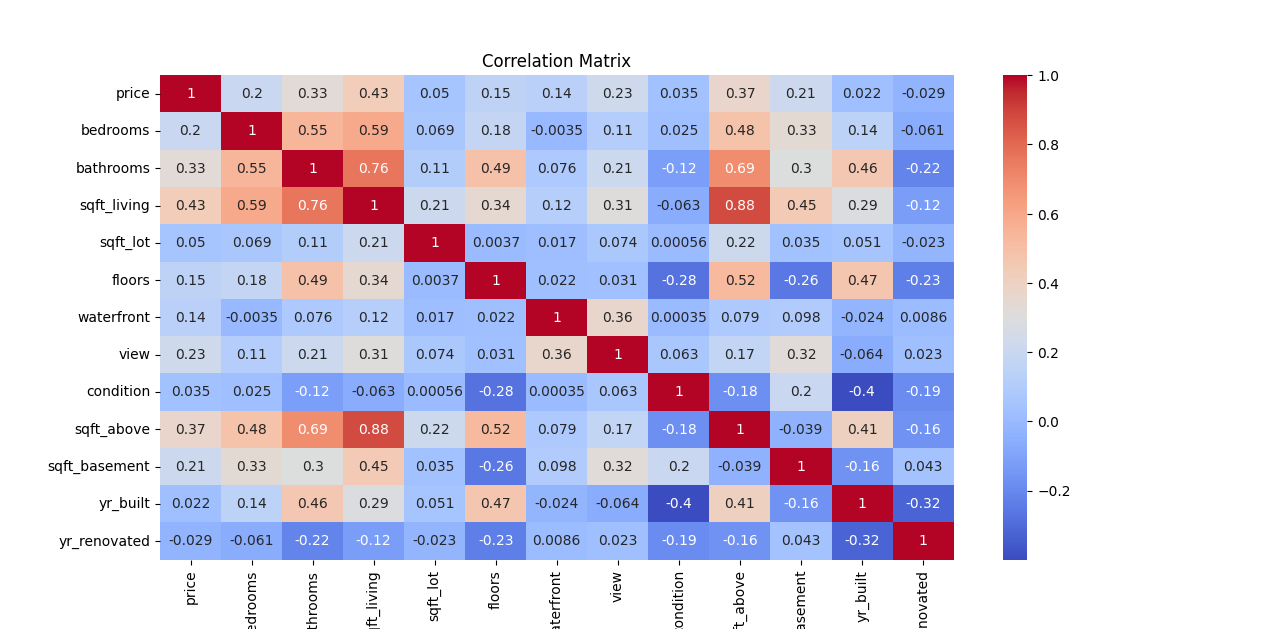 Correlation Matrix
price 1 0.2 0.33 0.43 0.05 0.15 0.14 0.23 0.035 0.37 0.21 0.022 -0.029
bedrooms 0.2 1 0.55 0.59 0.069 0.18 -0.0035 0.11 0.025 0.48 0.33 0.14 -0.061
bathrooms 0.33 0.55 1 0.76 0.11 0.49 0.076 0.21 -0.12 0.69 0.3 0.46 -0.22
sqft_living 0.43 0.59 0.76 1 0.21 0.34 0.12 0.31 -0.063 0.88 0.45 0.29 -0.12
sqft_lot 0.05 0.069 0.11 0.21 1 0.0037 0.017 0.074 0.00056 0.22 0.035 0.051 -0.023
floors 0.15 0.18 0.49 0.34 0.0037 1 0.022 0.031 -0.28 0.52 -0.26 0.47 -0.23
waterfront 0.14 -0.0035 0.076 0.12 0.017 0.022 1 0.36 0.00035 0.079 0.098 -0.024 0.0086
view 0.23 0.11 0.21 0.31 0.074 0.031 0.36 1 0.063 0.17 0.32 -0.064 0.023
condition 0.035 0.025 -0.12 -0.063 0.00056 -0.28 0.00035 0.063 1 -0.18 0.2 -0.4 -0.19
sqft_above 0.37 0.48 0.69 0.88 0.22 0.52 0.079 0.17 -0.18 1 -0.039 0.41 -0.16
sqft_basement 0.21 0.33 0.3 0.45 0.035 -0.26 0.098 0.32 0.2 -0.039 1 -0.16 0.043
yr_built 0.022 0.14 0.46 0.29 0.051 0.47 -0.024 -0.064 -0.4 0.41 -0.16 1 -0.32
yr_renovated -0.029 -0.061 -0.22 -0.12 -0.023 -0.23 0.0086 0.023 -0.19 -0.16 0.043 -0.32 1
price
edrooms
throoms
ft_living
sqft_lot
floors
aterfront
view
condition
ft_above
asement
yr_built
novated
1.0
0.8
0.6
0.4
0.2
0.0
−0.2